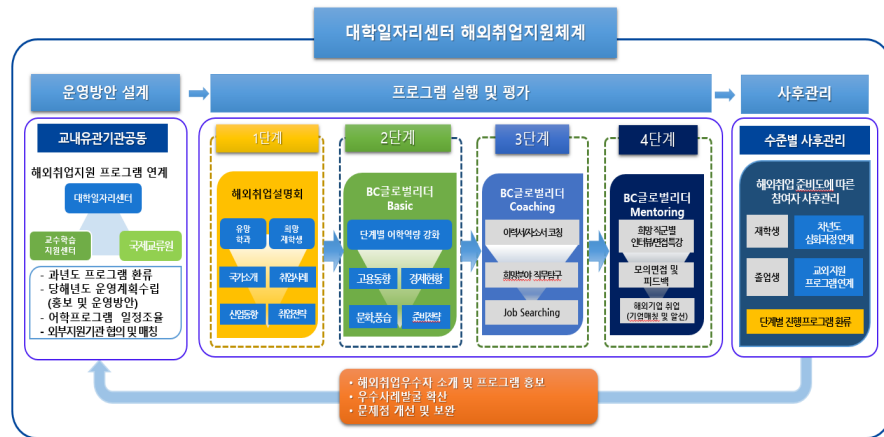 대학일자리센터 해외취업지원체계
운영방안 설계
프로그램 실행 및 평가
사후관리
교내유관기관공동
해외취업지원 프로그램 연계
대학일자리센터
교수학습
지원센터
국제교류원
- 과년도 프로그램 환류
- 당해년도 운영계획수립
(홍보 및 운영방안)
- 어학프로그램 일정조율
- 외부지원기관 협의 및 매칭
1단계
해외취업설명회
유망
학과
희망
재학생
국가소개
취업사례
산업동향
취업전략
2단계
BC글로벌리더
Basic
단계별 어학역량 강화
고용동향
경제현황
문화,풍습
준비전략
3단계
BC글로벌리더
Coaching
이력서자소서 코칭
희망분야 직무탐구
Job Searching
4단계
BC글로벌리더
Mentoring
희망 직군별
인터뷰/면접특강
모의면접 및
피드백
해외기업 취업
(기업매칭 및 알선)
수준별 사후관리
해외취업 준비도에 따른
참여자 사후관리
재학생
차년도
심화과정연계
졸업생
교외지원
프로그램연계
단계별 진행프로그램 환류
• 해외취업우수자 소개 및 프로그램 홍보
• 우수사례발굴 확산
• 문제점 개선 및 보완